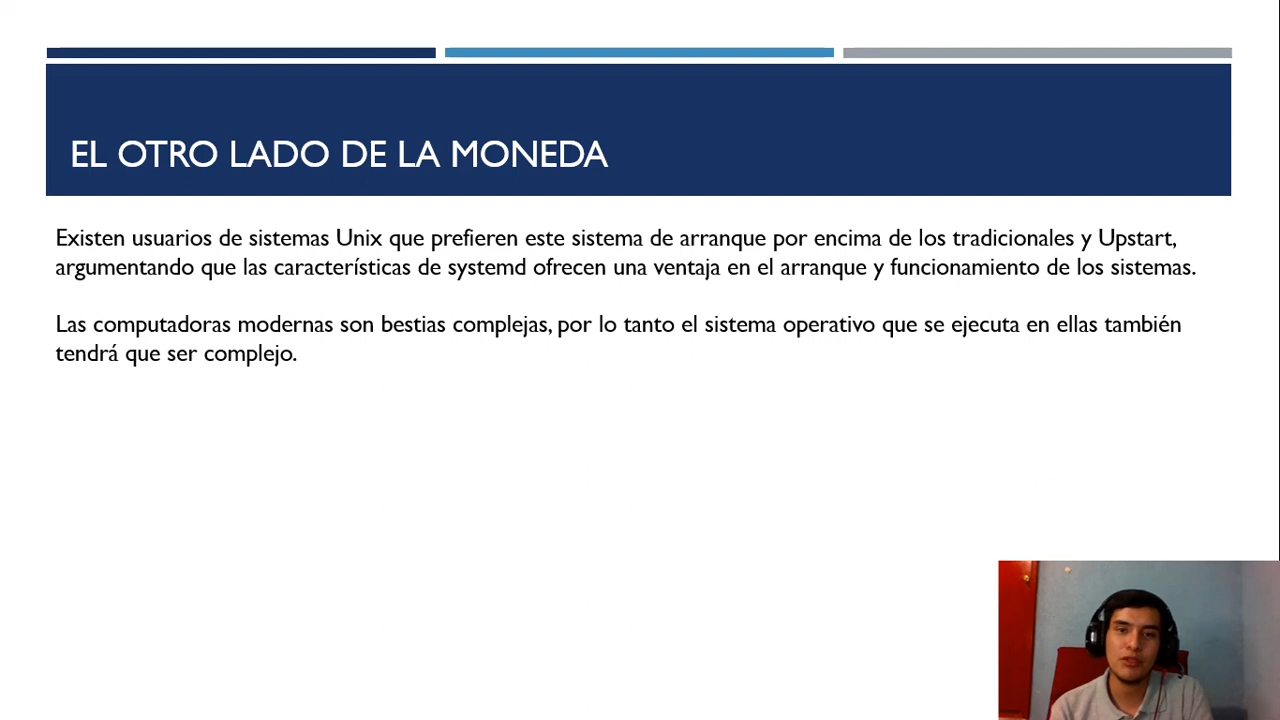 EL OTRO LADO DE LA MONEDA
Existen usuarios de sistemas Unix que prefieren este sistema de arranque por encima de los tradicionales y Upstart,
argumentando que las características de systemd ofrecen una ventaja en el arranque y funcionamiento de los sistemas.
Las computadoras modernas son bestias complejas, por lo tanto el sistema operativo que se ejecuta en ellas también
tendrá que ser complejo.